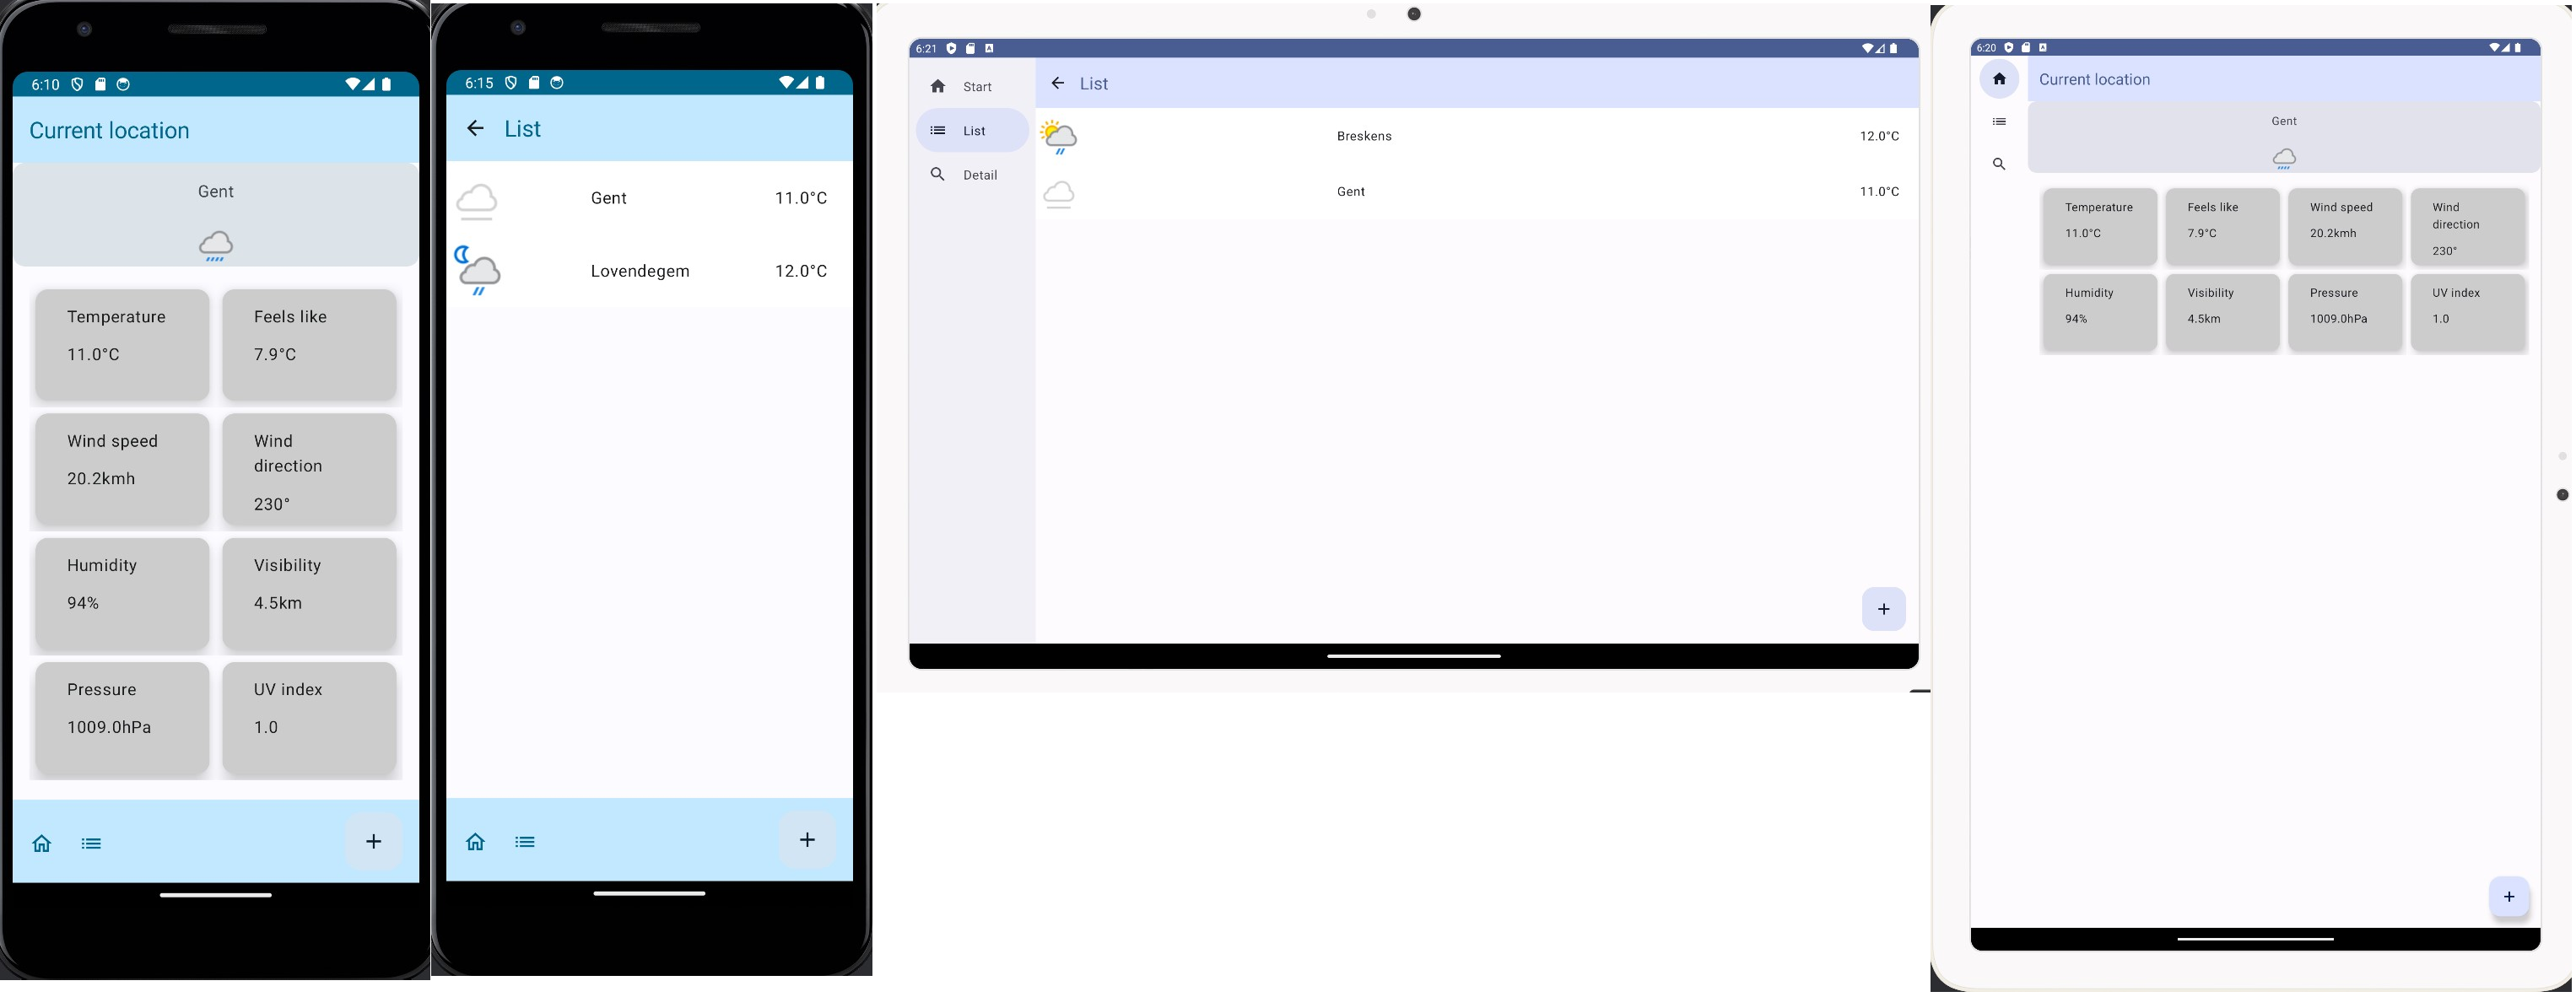 6:10
Current location
Gent
Temperature
11.0°C
Feels like
7.9°C
Wind speed
20.2kmh
Wind
direction
230°
Humidity
94%
Visibility
4.5km
Pressure
1009.0hPa
UV index
1.0
6:15
List
Gent 11.0°C
Lovendegem 12.0°C
6:21
Start
List
Detail
List
Breskens 12.0°C
Gent 11.0°C
6:20
Current location
Gent
Temperature
11.0°C
Feels like
7.9°C
Wind speed
20.2kmh
Wind
direction
230°
Humidity
94%
Visibility
4.5km
Pressure
1009.0hPa
UV index
1.0